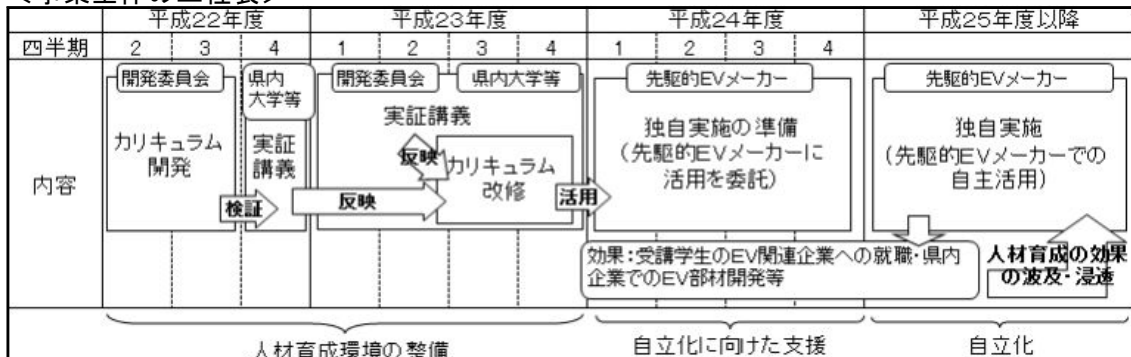 <事業全体の工程表>
平成22年度 平成23年度 平成24年度 平成25年度以降
四半期 2 3 4 1 2 3 4 1 2 3 4
内容
開発委員会
カリキュラム
開発
検証
県内
大学等
実証
講義
開発委員会 県内大学等
実証講義
反映
反映
カリキュラム
改修
活用
先駆的EVメーカー
独自実施の準備
(先駆的EVメーカーに
活用を委託)
先駆的EVメーカー
独自実施
(先駆的EVメーカーでの
自主活用)
効果:受講学生のEV関連企業への就職・県内
企業でのEV部材開発等
人材育成の効果
の波及・浸透
人材育成環境の整備 自立化に向けた支援 自立化